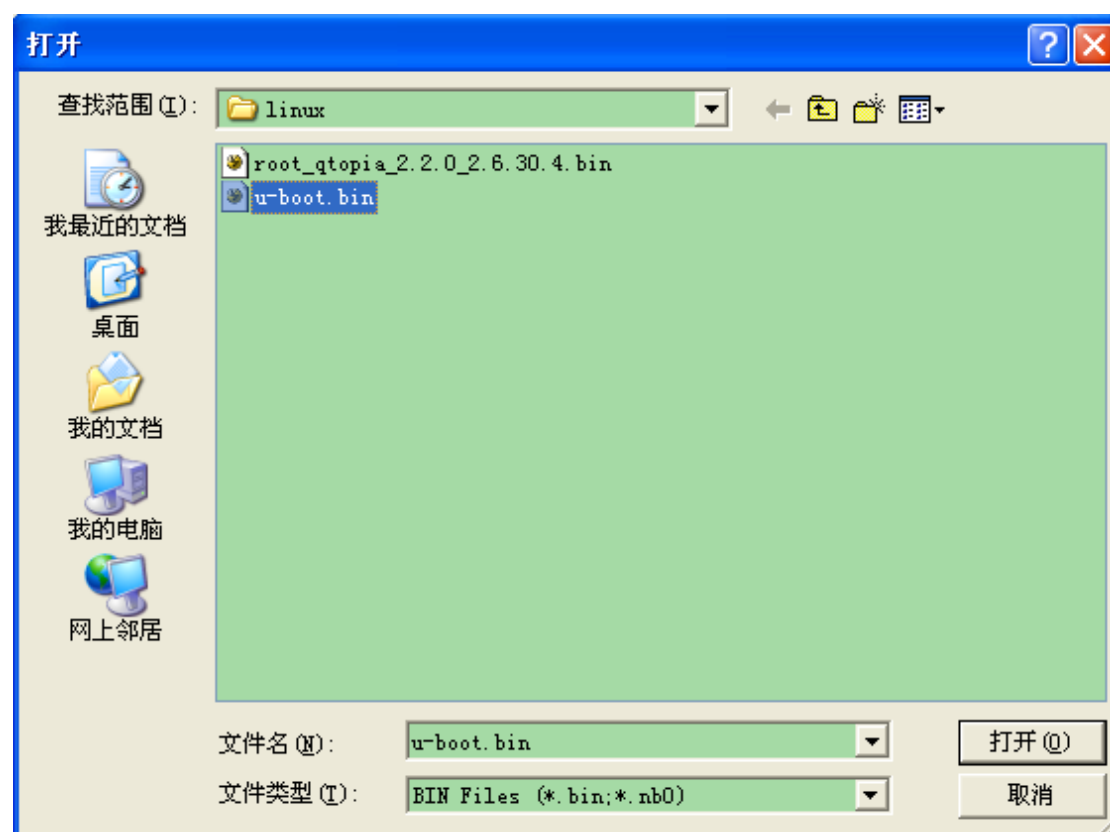 打开
查找范围(I):
linux
root_qtopia_2.2.0_2.6.30.4.bin
u-boot.bin
我最近的文档
桌面
我的文档
我的电脑
网上邻居
文件名(N): u-boot.bin 打开(O)
文件类型(T): BIN Files (*.bin;*.nb0) 取消